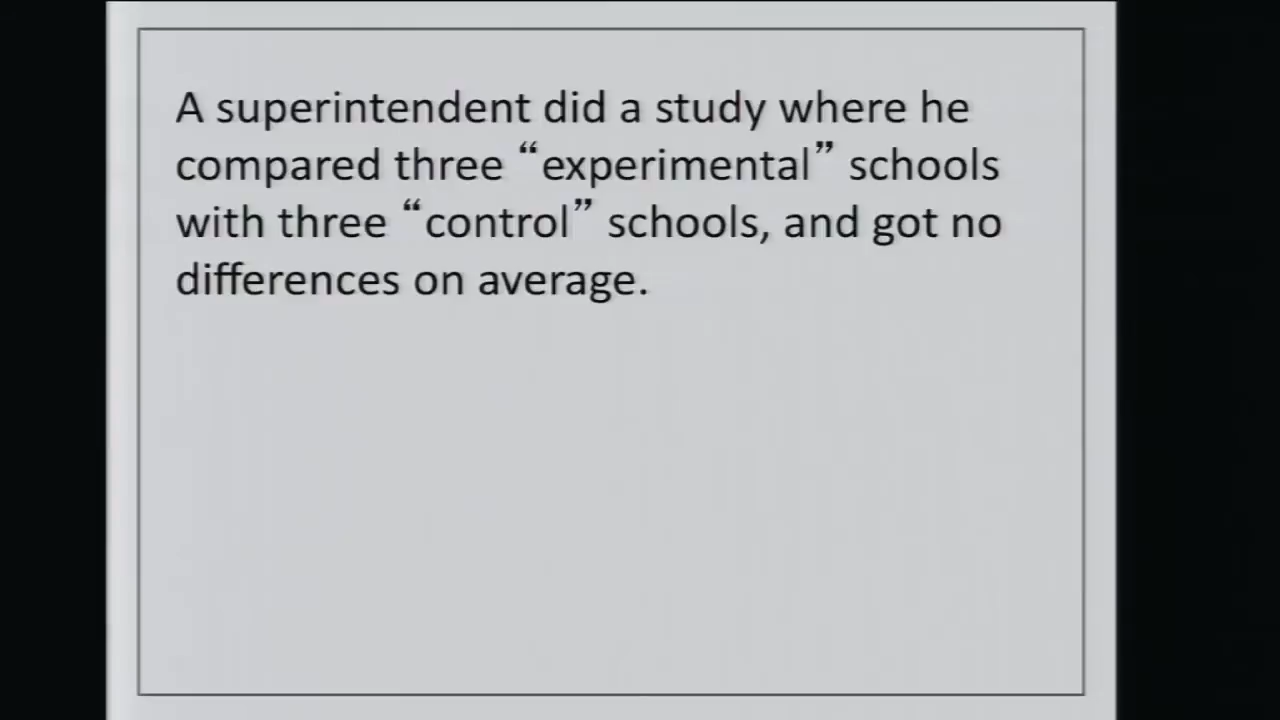 A superintendent did a study where he
compared three “experimental” schools
with three “control” schools, and got no
differences on average.